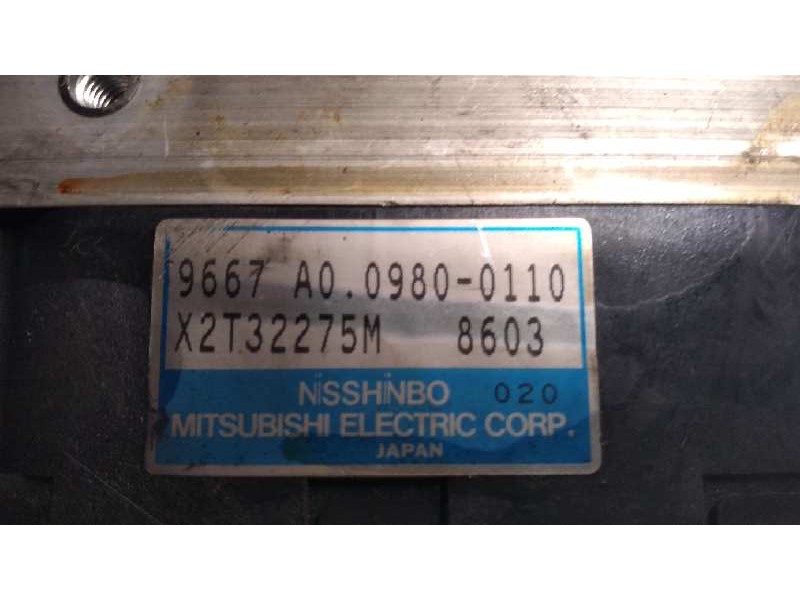 9667 A0.0980-0110
X2T32275M 8603
NiSSHiNBO 020
MITSUBISHI ELECTRIC CORP.
JAPAN